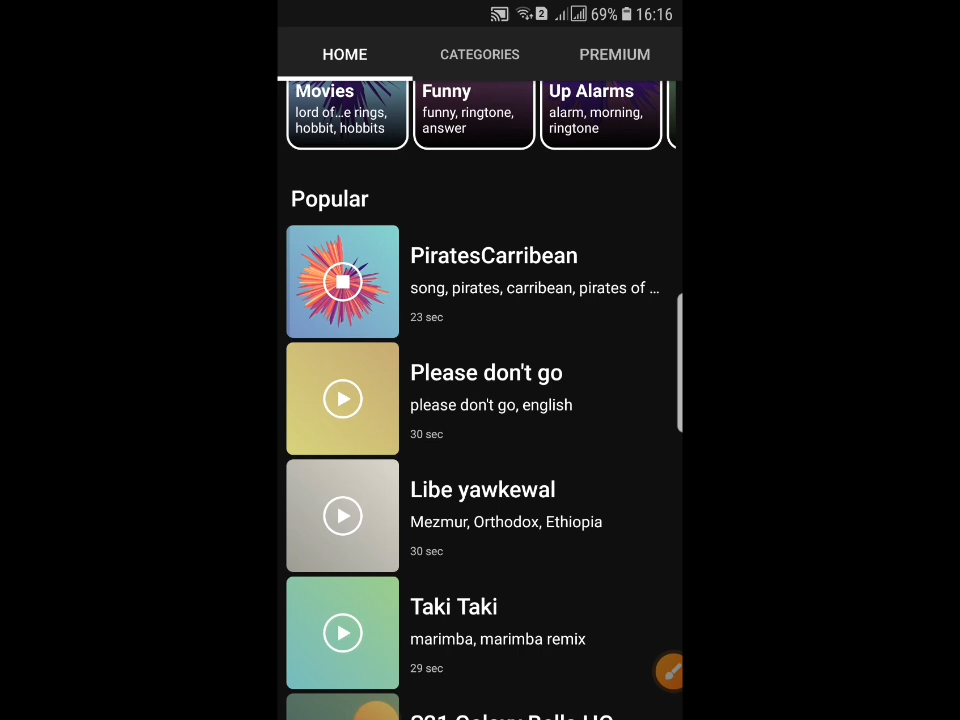 2 69% 16:16
HOME CATEGORIES PREMIUM
Movies
lord of...e rings,
hobbit, hobbits
Funny
funny, ringtone,
answer
Up Alarms
alarm, morning,
ringtone
Popular
PiratesCarribean
song, pirates, carribean, pirates of ...
23 sec
Please don't go
please don't go, english
30 sec
Libe yawkewal
Mezmur, Orthodox, Ethiopia
30 sec
Taki Taki
marimba, marimba remix
29 sec